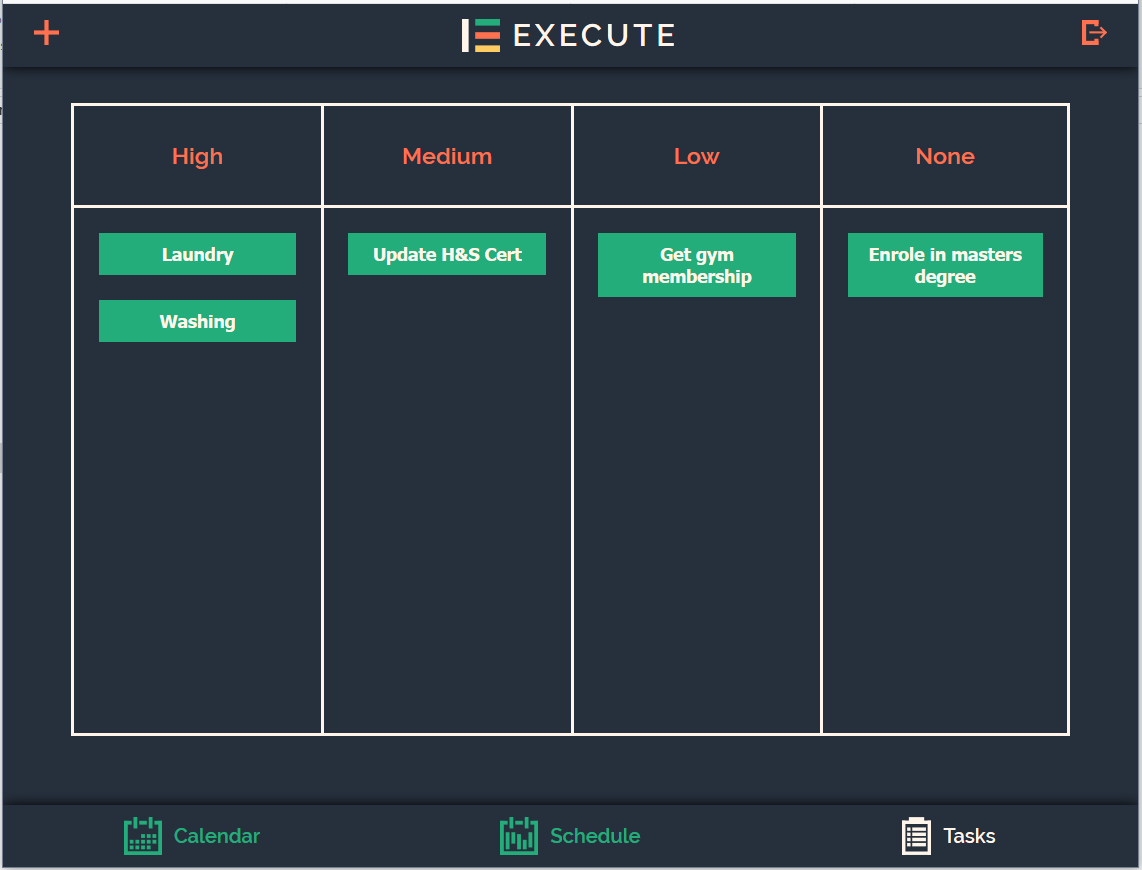 EXECUTE
High
Medium
Low
None
Laundry
Washing
Update H&S Cert
Get gym
membership
Enrole in masters
degree
Calendar
Schedule
Tasks